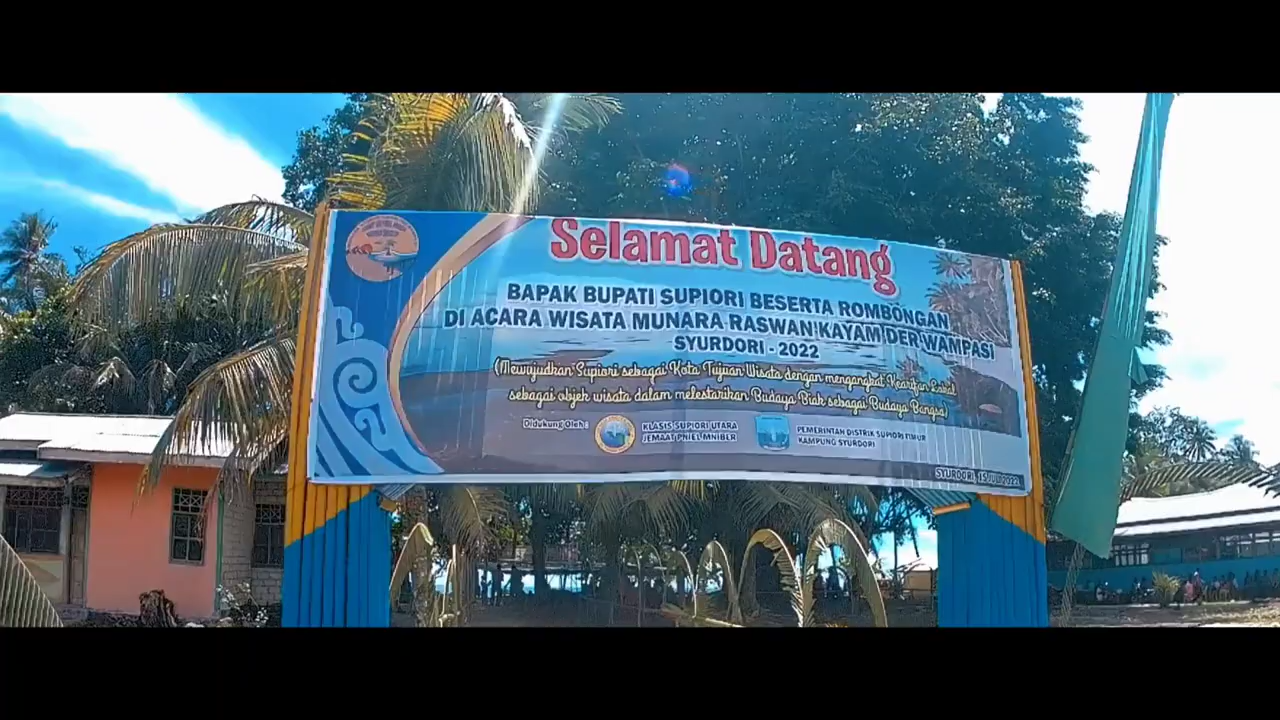 Selamat Datang
BAPAK BUPATI SUPIORI BESERTA ROMBONGAN
DI ACARA WISATA MUNARA RASWAN KAYAM DER WAMPASI
SYURDORI - 2022
(Mewujudkan Supiori sebagai Kota Tujuan Wisata dengan mengangkat Kearifan Lokal
sebagai objek wisata dalam melestarikan Budaya Biak sebagai Budaya Bangsa)
Didukung Oleh :
KLASIS SUPIORI UTARA
JEMAAT PNIEL MNIBER
PEMERINTAH DISTRIK SUPIORI TIMUR
KAMPUNG SYURDORI
SYURDORI, 15 JULI 2022